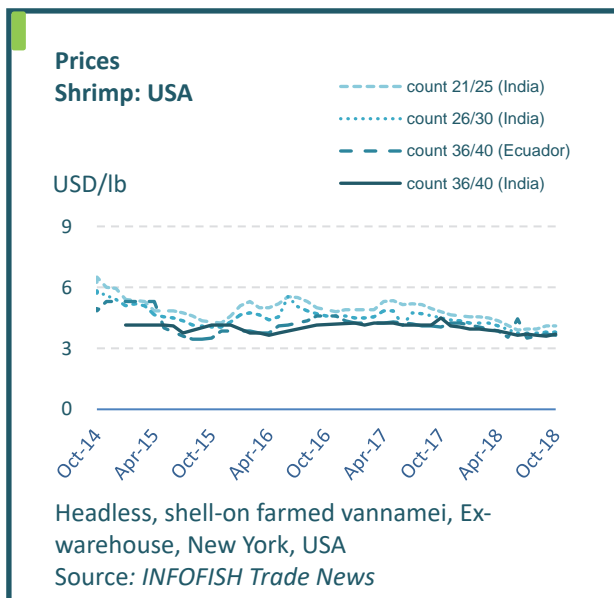 Prices
Shrimp: USA
count 21/25 (India)
count 26/30 (India)
count 36/40 (Ecuador)
count 36/40 (India)
USD/lb
9
6
3
0
Oct-14
Apr-15
Oct-15
Apr-16
Oct-16
Apr-17
Oct-17
Apr-18
Oct-18
Headless, shell-on farmed vannamei, Ex-
warehouse, New York, USA
Source: INFOFISH Trade News